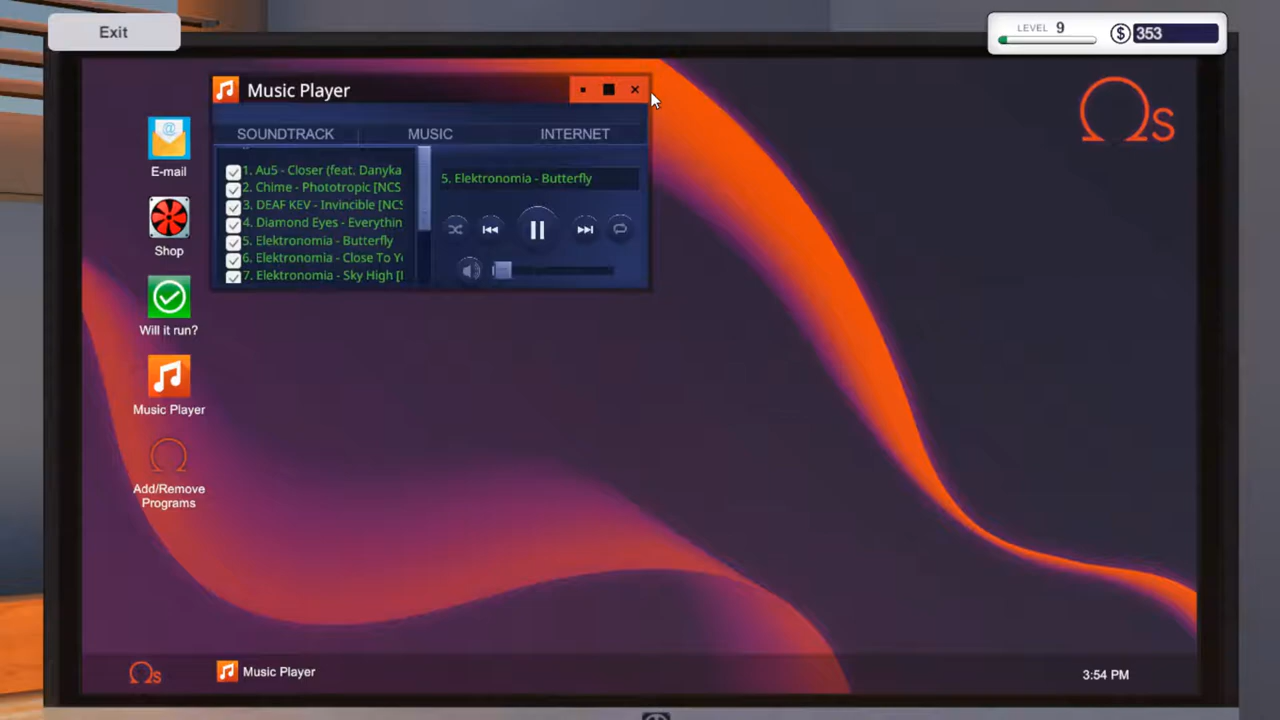 Exit
LEVEL 9
$ 353
Music Player
SOUNDTRACK
MUSIC
INTERNET
1. Au5 - Closer (feat. Danyka
2. Chime - Phototropic [NCS
3. DEAF KEV - Invincible [NCS
4. Diamond Eyes - Everythin
5. Elektronomia - Butterfly
6. Elektronomia - Close To Yo
7. Elektronomia - Sky High [
5. Elektronomia - Butterfly
E-mail
Shop
Will it run?
Music Player
Add/Remove
Programs
Ωs
Ωs
Music Player
3:54 PM